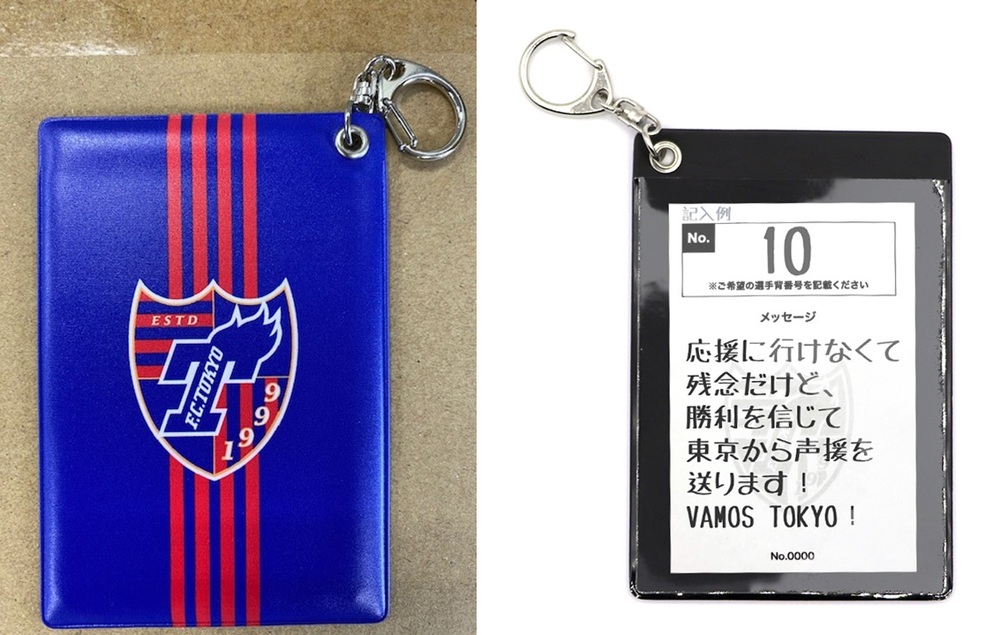 ESTD
F.C.TOKYO
1999
記入例
No.
10
※ご希望の選手背番号を記載ください
メッセージ
応援に行けなくて
残念だけど、
勝利を信じて
東京から声援を
送ります！
VAMOS TOKYO！
No.0000